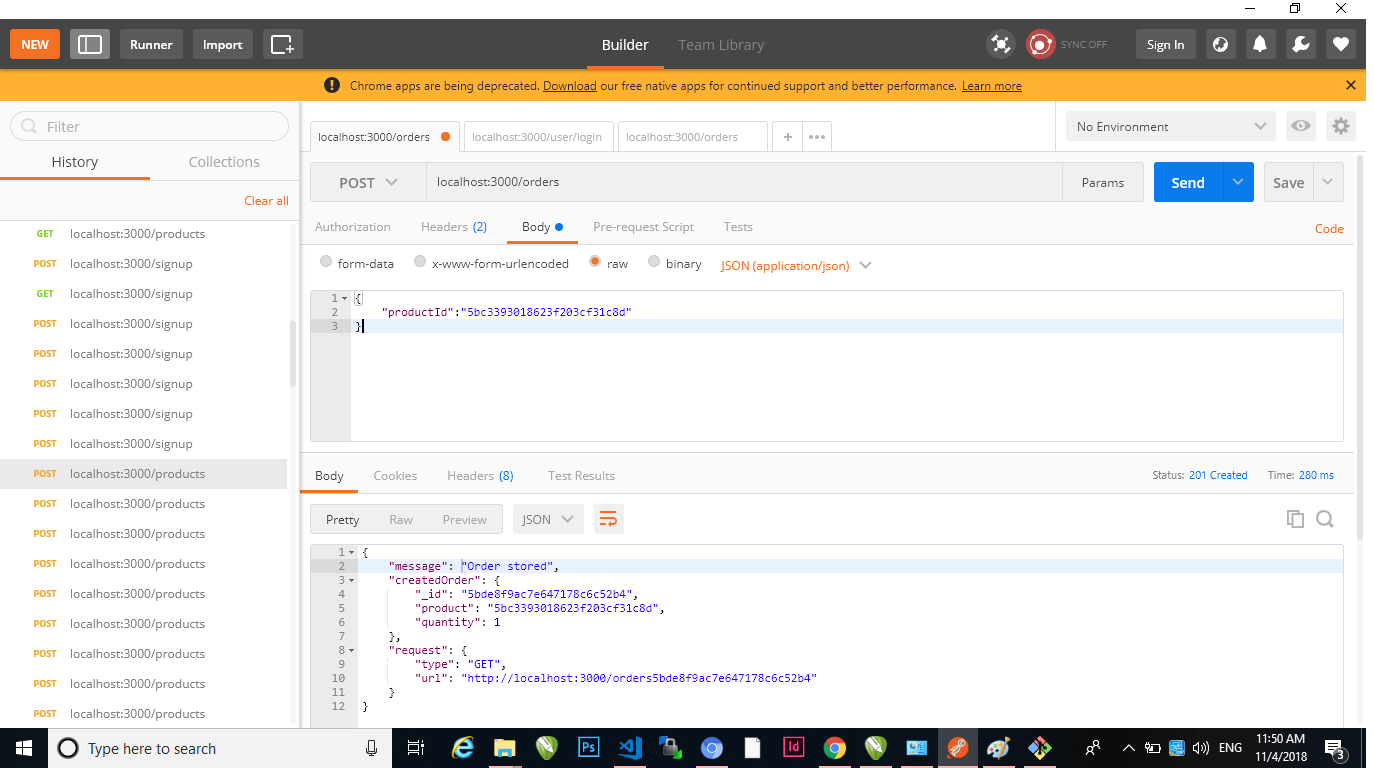 NEW Runner Import Builder Team Library SYNC OFF Sign In
Chrome apps are being deprecated. Download our free native apps for continued support and better performance. Learn more
Filter
History Collections
Clear all
GET localhost:3000/products
POST localhost:3000/signup
GET localhost:3000/signup
POST localhost:3000/signup
POST localhost:3000/signup
POST localhost:3000/signup
POST localhost:3000/signup
POST localhost:3000/signup
POST localhost:3000/products
POST localhost:3000/products
POST localhost:3000/products
POST localhost:3000/products
POST localhost:3000/products
POST localhost:3000/products
POST localhost:3000/products
POST localhost:3000/products
POST localhost:3000/products
localhost:3000/orders localhost:3000/user/login localhost:3000/orders + ••• No Environment
POST localhost:3000/orders Params Send Save
Authorization Headers (2) Body Pre-request Script Tests Code
form-data x-www-form-urlencoded raw binary JSON (application/json)
1 {
2 "productId":"5bc3393018623f203cf31c8d"
3 }
Body Cookies Headers (8) Test Results Status: 201 Created Time: 280 ms
Pretty Raw Preview JSON
1 {
2 "message": "Order stored",
3 "createdOrder": {
4 "_id": "5bde8f9ac7e647178c6c52b4",
5 "product": "5bc3393018623f203cf31c8d",
6 "quantity": 1
7 },
8 "request": {
9 "type": "GET",
10 "url": "http://localhost:3000/orders5bde8f9ac7e647178c6c52b4"
11 }
12 }
Type here to search Ps Id ENG 11:50 AM
11/4/2018 3